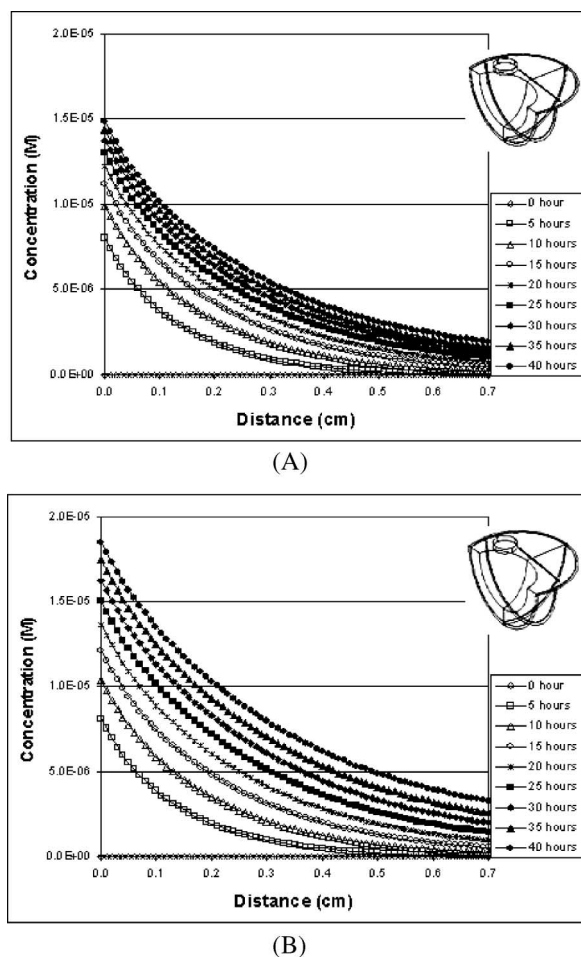 2.0E-05
1.5E-05
1.0E-05
5.0E-06
0.0E+00
Concentration (M)
0.0 0.1 0.2 0.3 0.4 0.5 0.6 0.7
Distance (cm)
0 hour
5 hours
10 hours
15 hours
20 hours
25 hours
30 hours
35 hours
40 hours
(A)
2.0E-05
1.5E-05
1.0E-05
5.0E-06
0.0E+00
Concentration (M)
0.0 0.1 0.2 0.3 0.4 0.5 0.6 0.7
Distance (cm)
0 hour
5 hours
10 hours
15 hours
20 hours
25 hours
30 hours
35 hours
40 hours
(B)